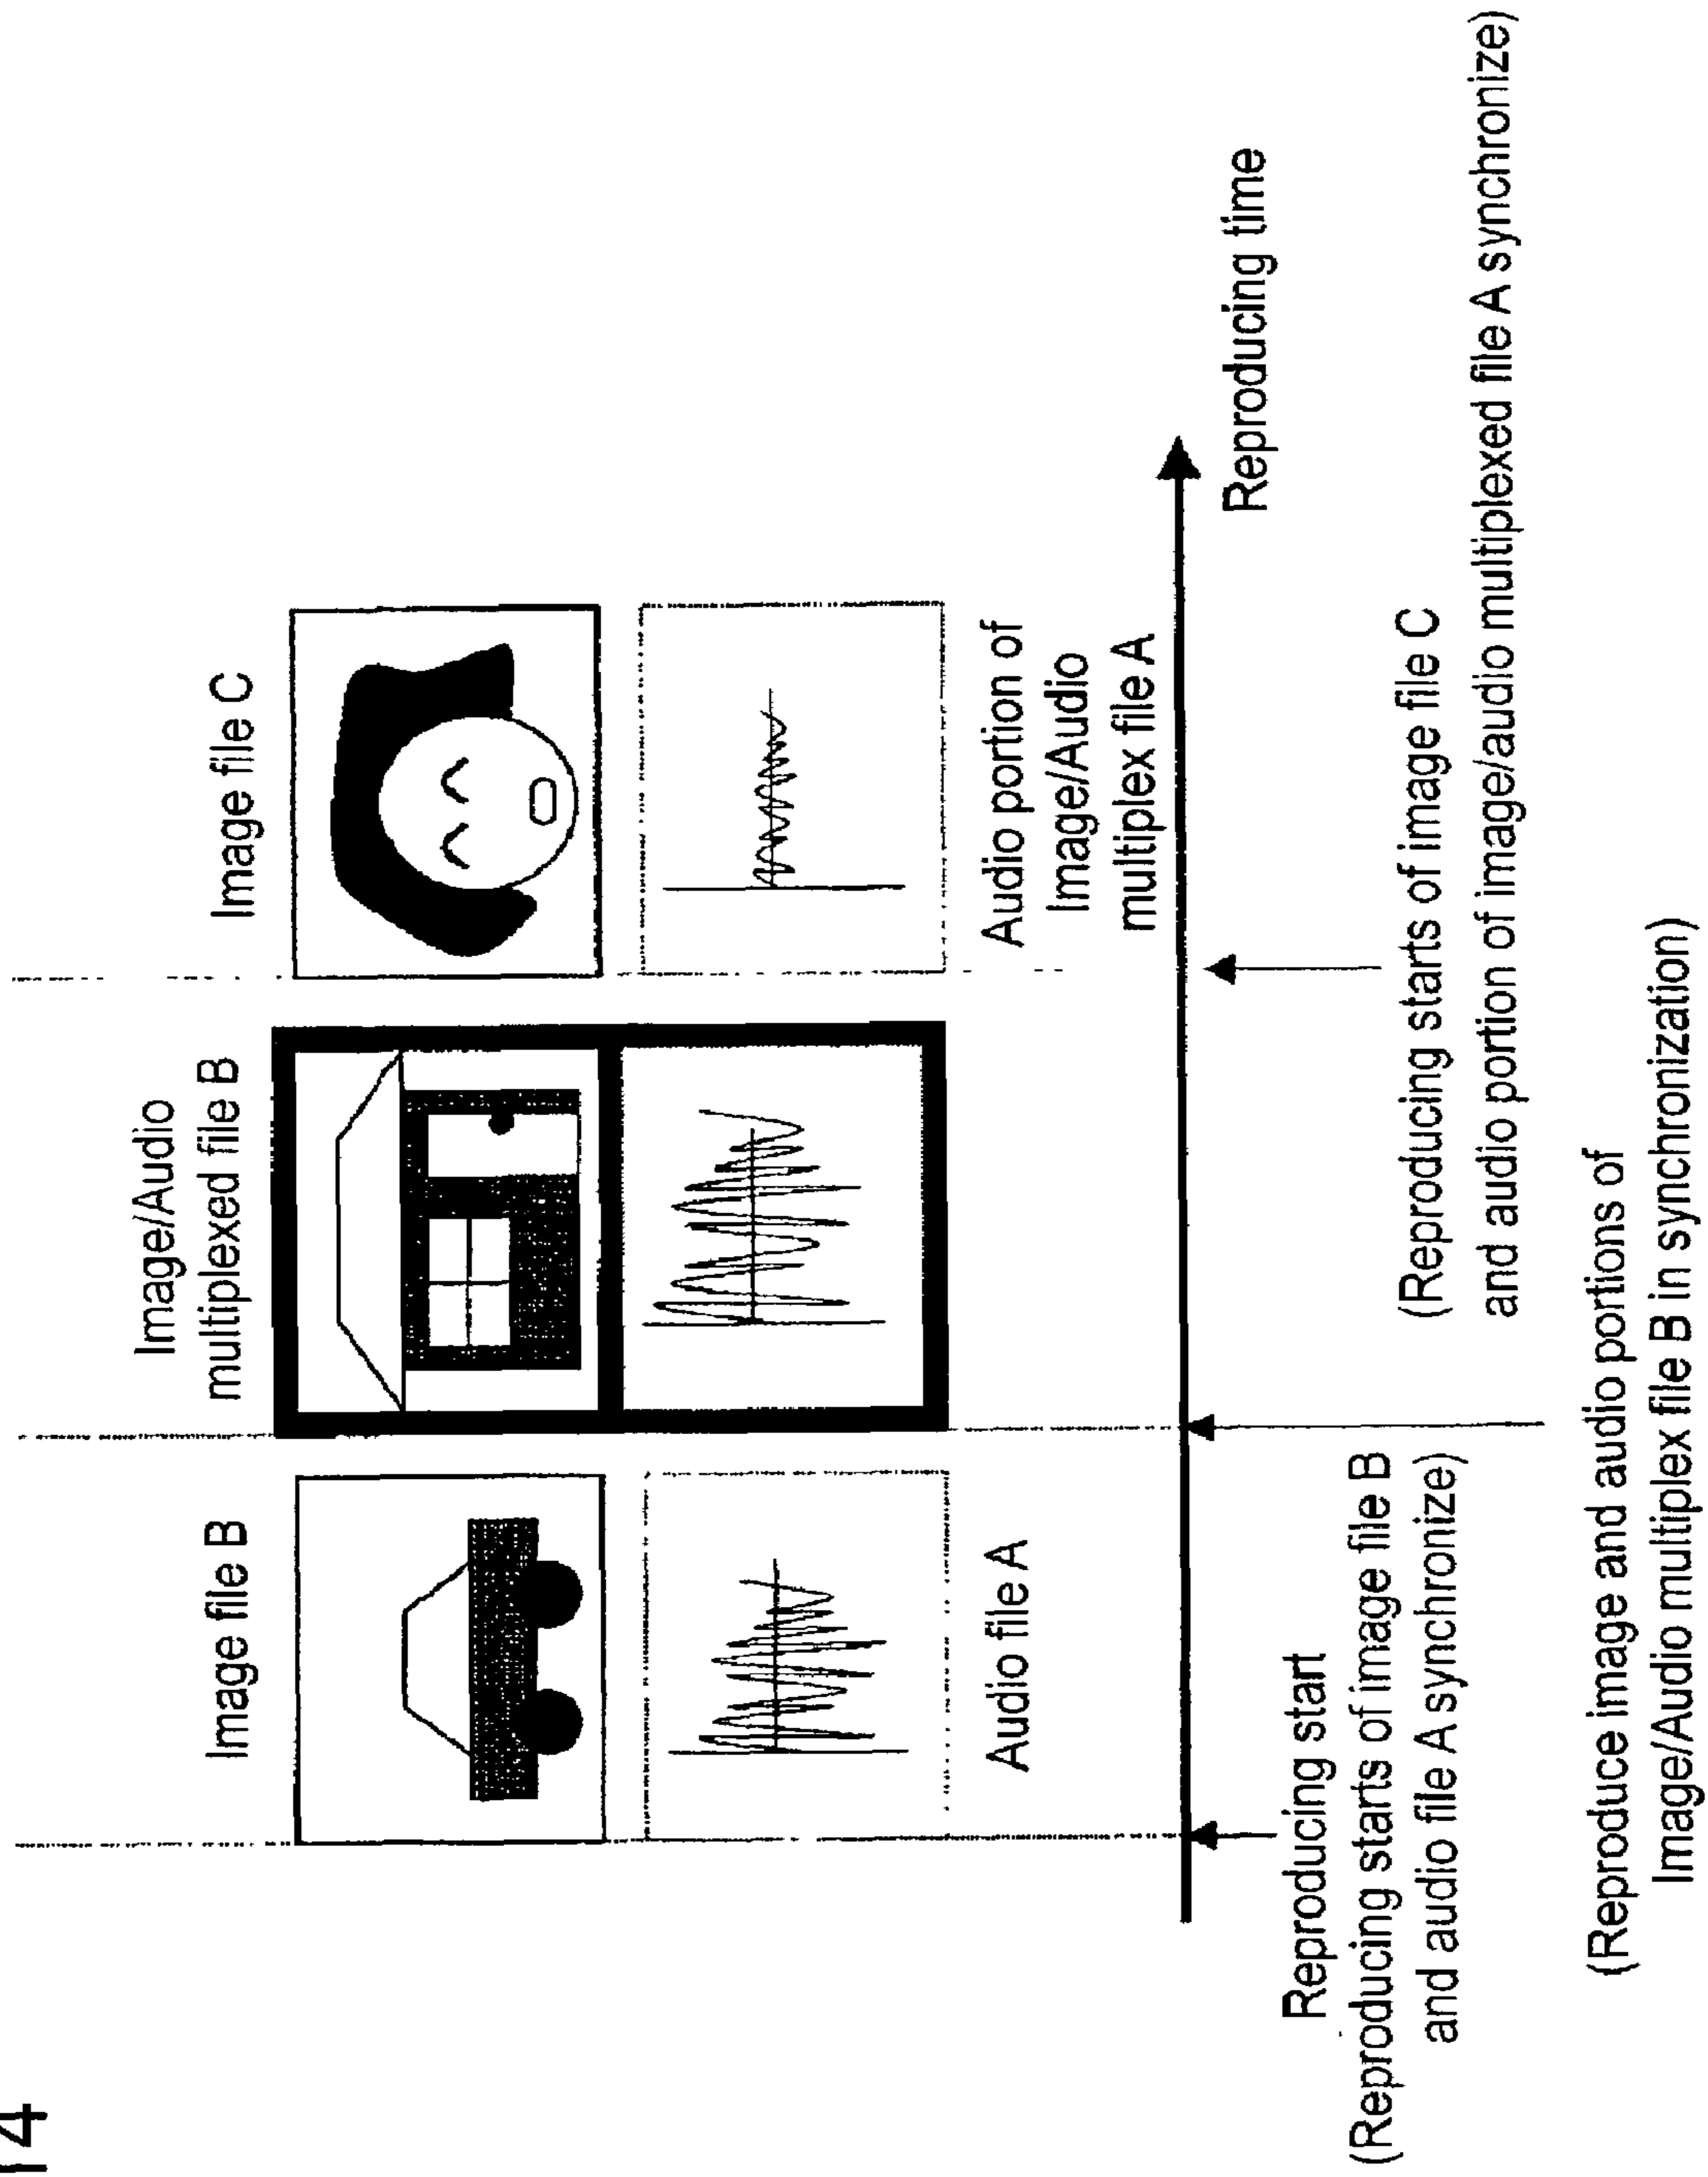 14
Image file B
Image/Audio
multiplexed file B
Image file C
Audio file A
Audio portion of
Image/Audio
multiplex file A
Reproducing time
Reproducing start
(Reproducing starts of image file B
and audio file A synchronize)
(Reproducing starts of image file C
and audio portion of image/audio multiplexed file A synchronize)
(Reproduce image and audio portions of
Image/Audio multiplex file B in synchronization)